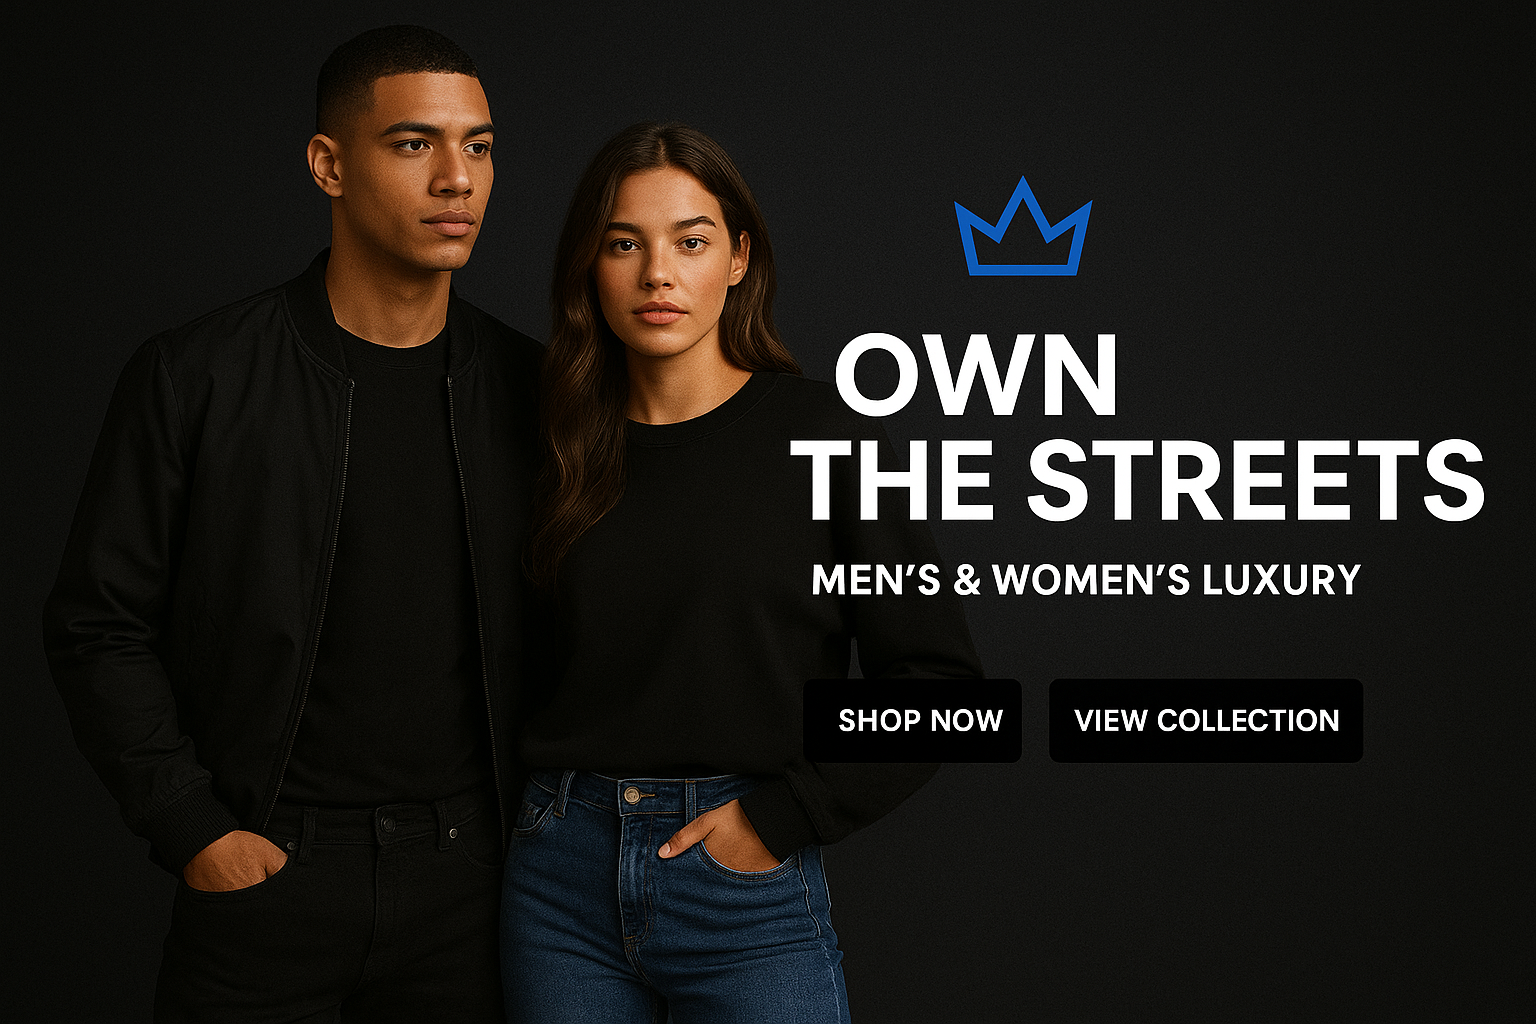 OWN
THE STREETS
MEN’S & WOMEN’S LUXURY
SHOP NOW
VIEW COLLECTION